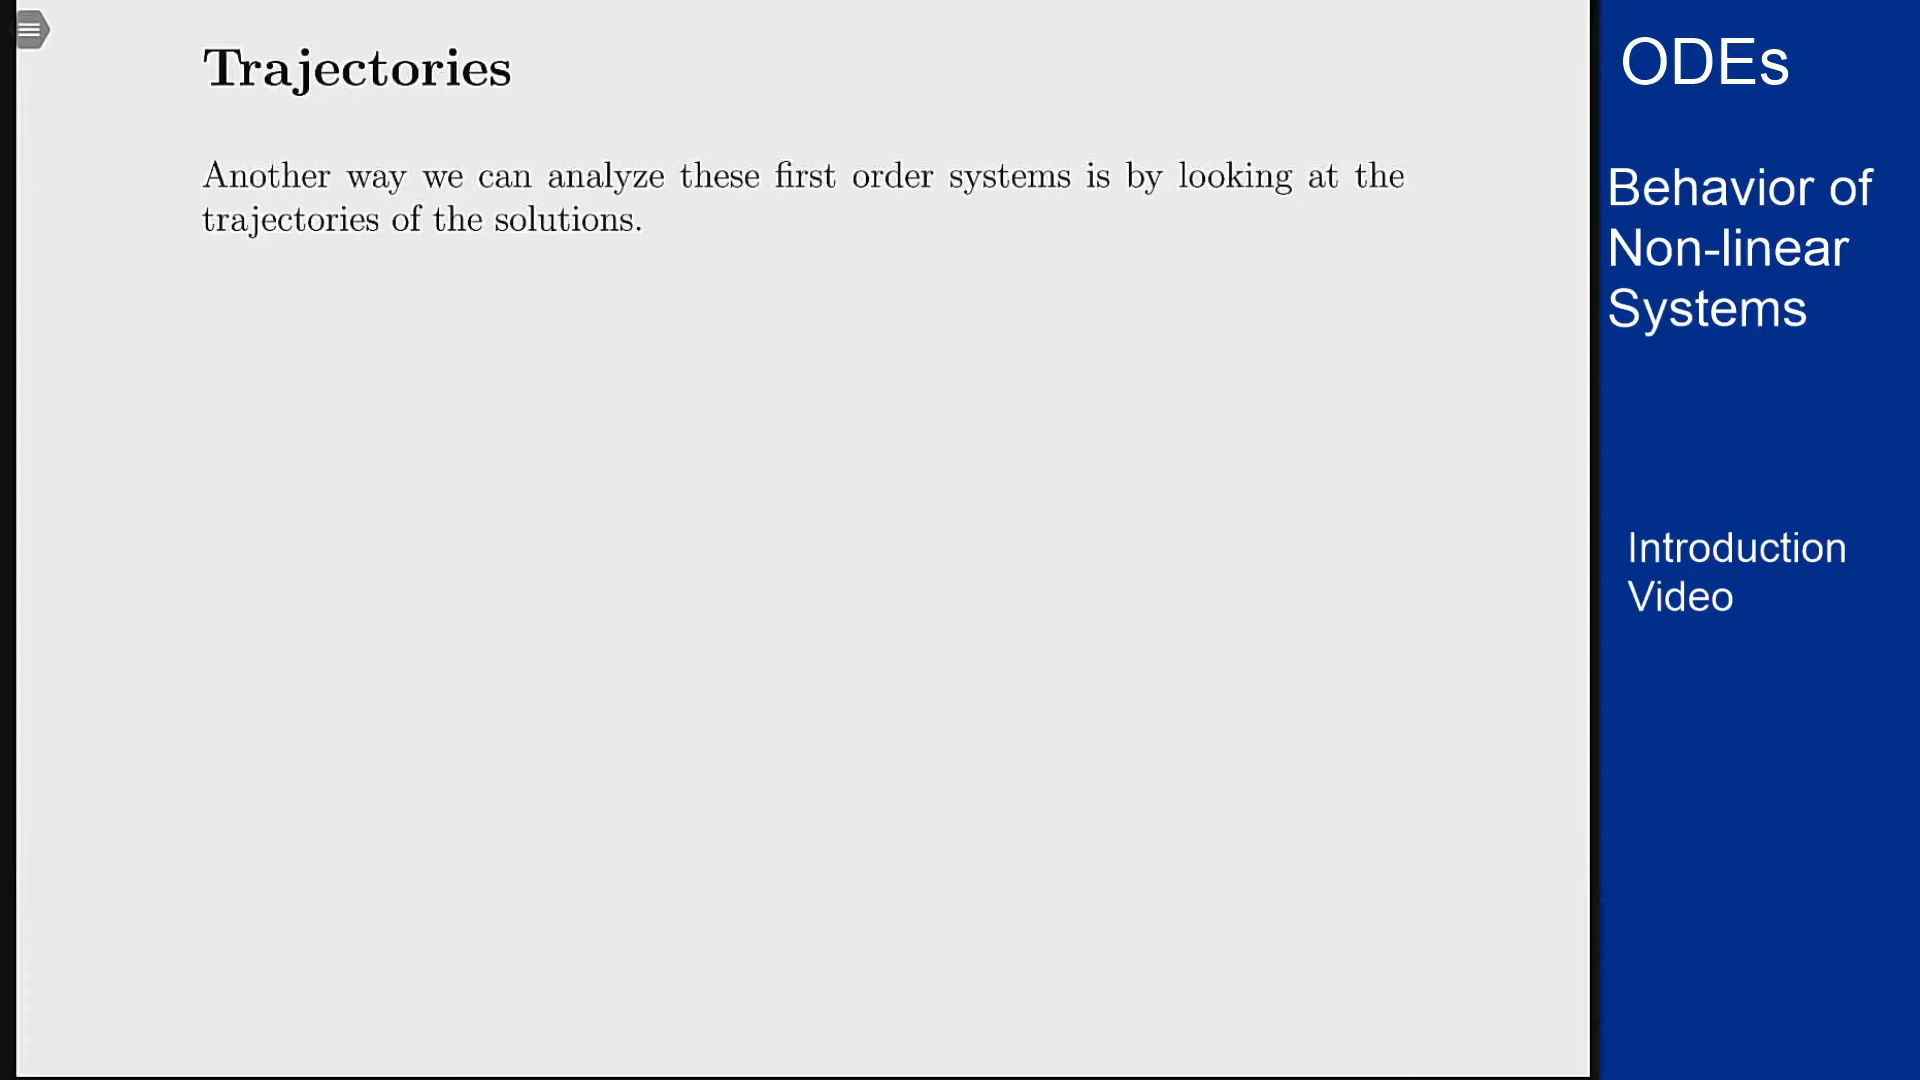 Trajectories
Another way we can analyze these first order systems is by looking at the
trajectories of the solutions.
ODEs
Behavior of
Non-linear
Systems
Introduction
Video